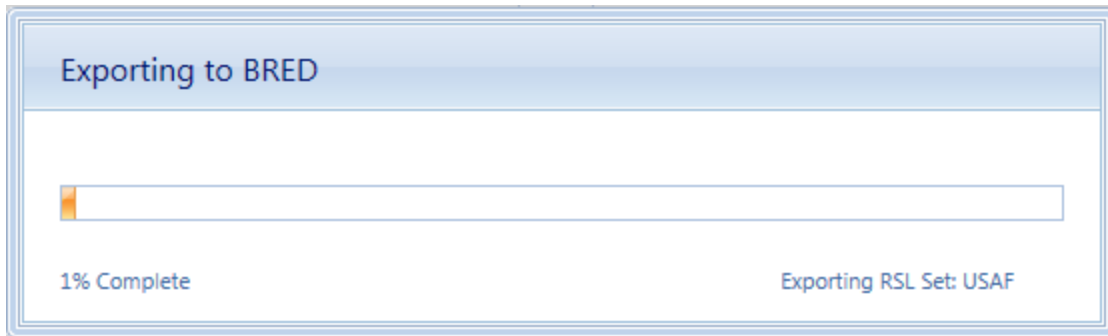 Exporting to BRED
1% Complete
Exporting RSL Set: USAF